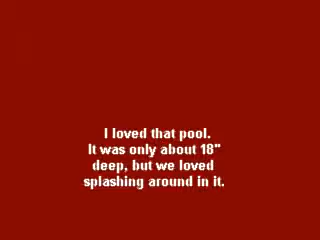 I loved that pool.
It was only about 18"
deep, but we loved
splashing around in it.